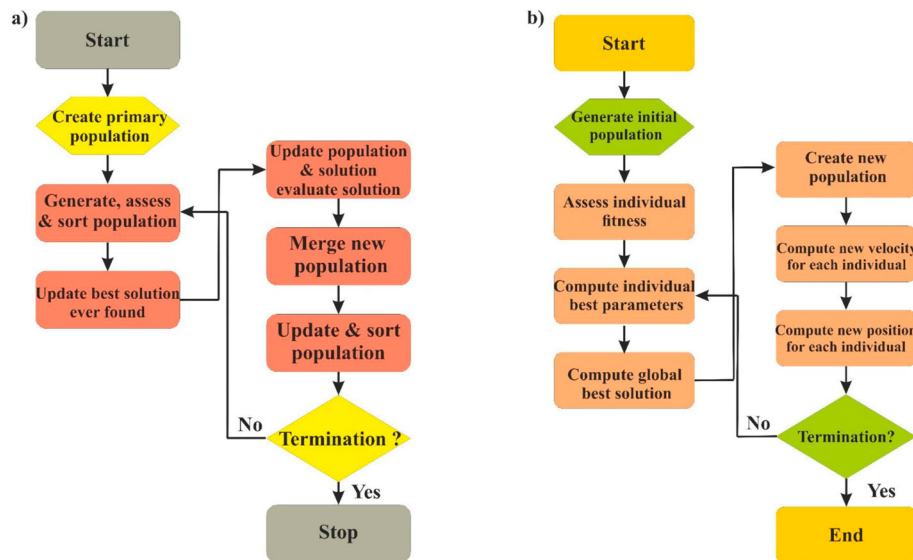 a)
Start
Create primary
population
Generate, assess
& sort population
Update best solution
ever found
Update population
& solution
evaluate solution
Merge new
population
Update & sort
population
Termination ?
No
Yes
Stop
b)
Start
Generate initial
population
Assess individual
fitness
Compute individual
best parameters
Compute global
best solution
Create new
population
Compute new velocity
for each individual
Compute new position
for each individual
Termination?
No
Yes
End